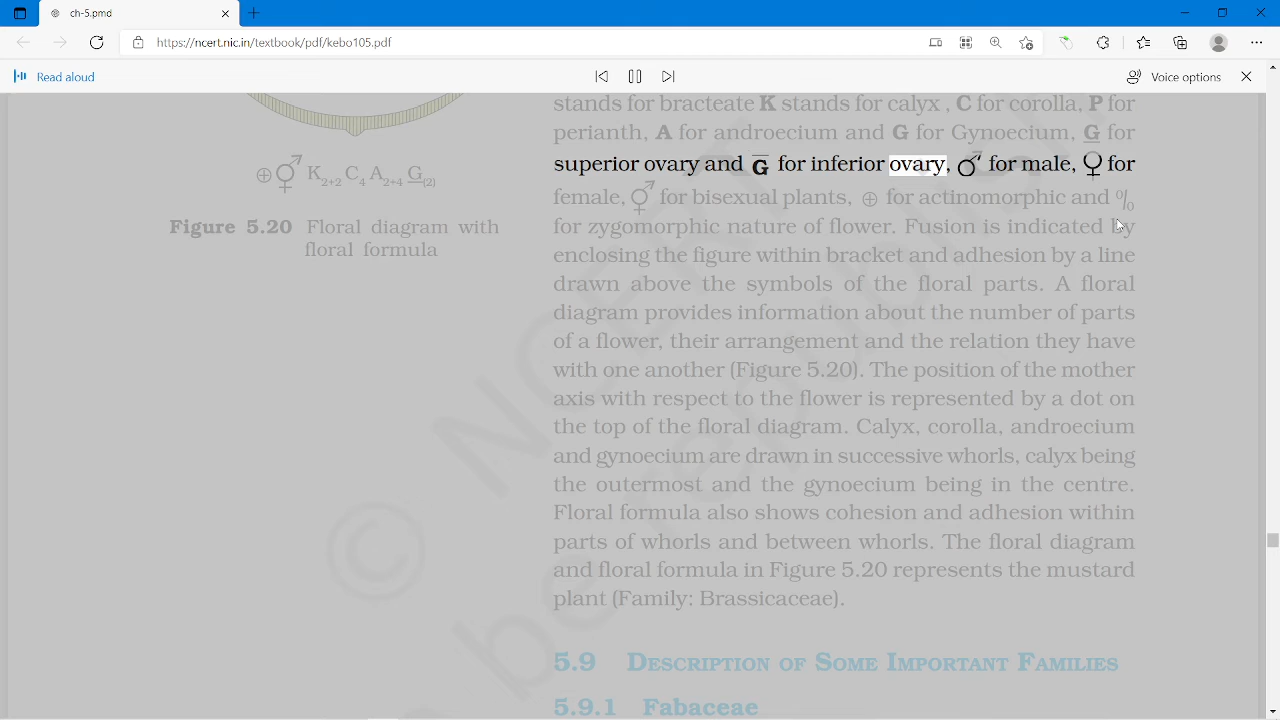 ch-5.pmd
https://ncert.nic.in/textbook/pdf/kebo105.pdf
Read aloud
Voice options
stands for bracteate K stands for calyx , C for corolla, P for
perianth, A for androecium and G for Gynoecium, G for
superior ovary and G for inferior ovary, ♂ for male, ♀ for
female, ⚥ for bisexual plants, ⊕ for actinomorphic and %
for zygomorphic nature of flower. Fusion is indicated by
enclosing the figure within bracket and adhesion by a line
drawn above the symbols of the floral parts. A floral
diagram provides information about the number of parts
of a flower, their arrangement and the relation they have
with one another (Figure 5.20). The position of the mother
axis with respect to the flower is represented by a dot on
the top of the floral diagram. Calyx, corolla, androecium
and gynoecium are drawn in successive whorls, calyx being
the outermost and the gynoecium being in the centre.
Floral formula also shows cohesion and adhesion within
parts of whorls and between whorls. The floral diagram
and floral formula in Figure 5.20 represents the mustard
plant (Family: Brassicaceae).
⊕ ⚥ K2+2 C4 A2+4 G(2)
Figure 5.20 Floral diagram with
floral formula
5.9 DESCRIPTION OF SOME IMPORTANT FAMILIES
5.9.1 Fabaceae
© NCERT
be republish